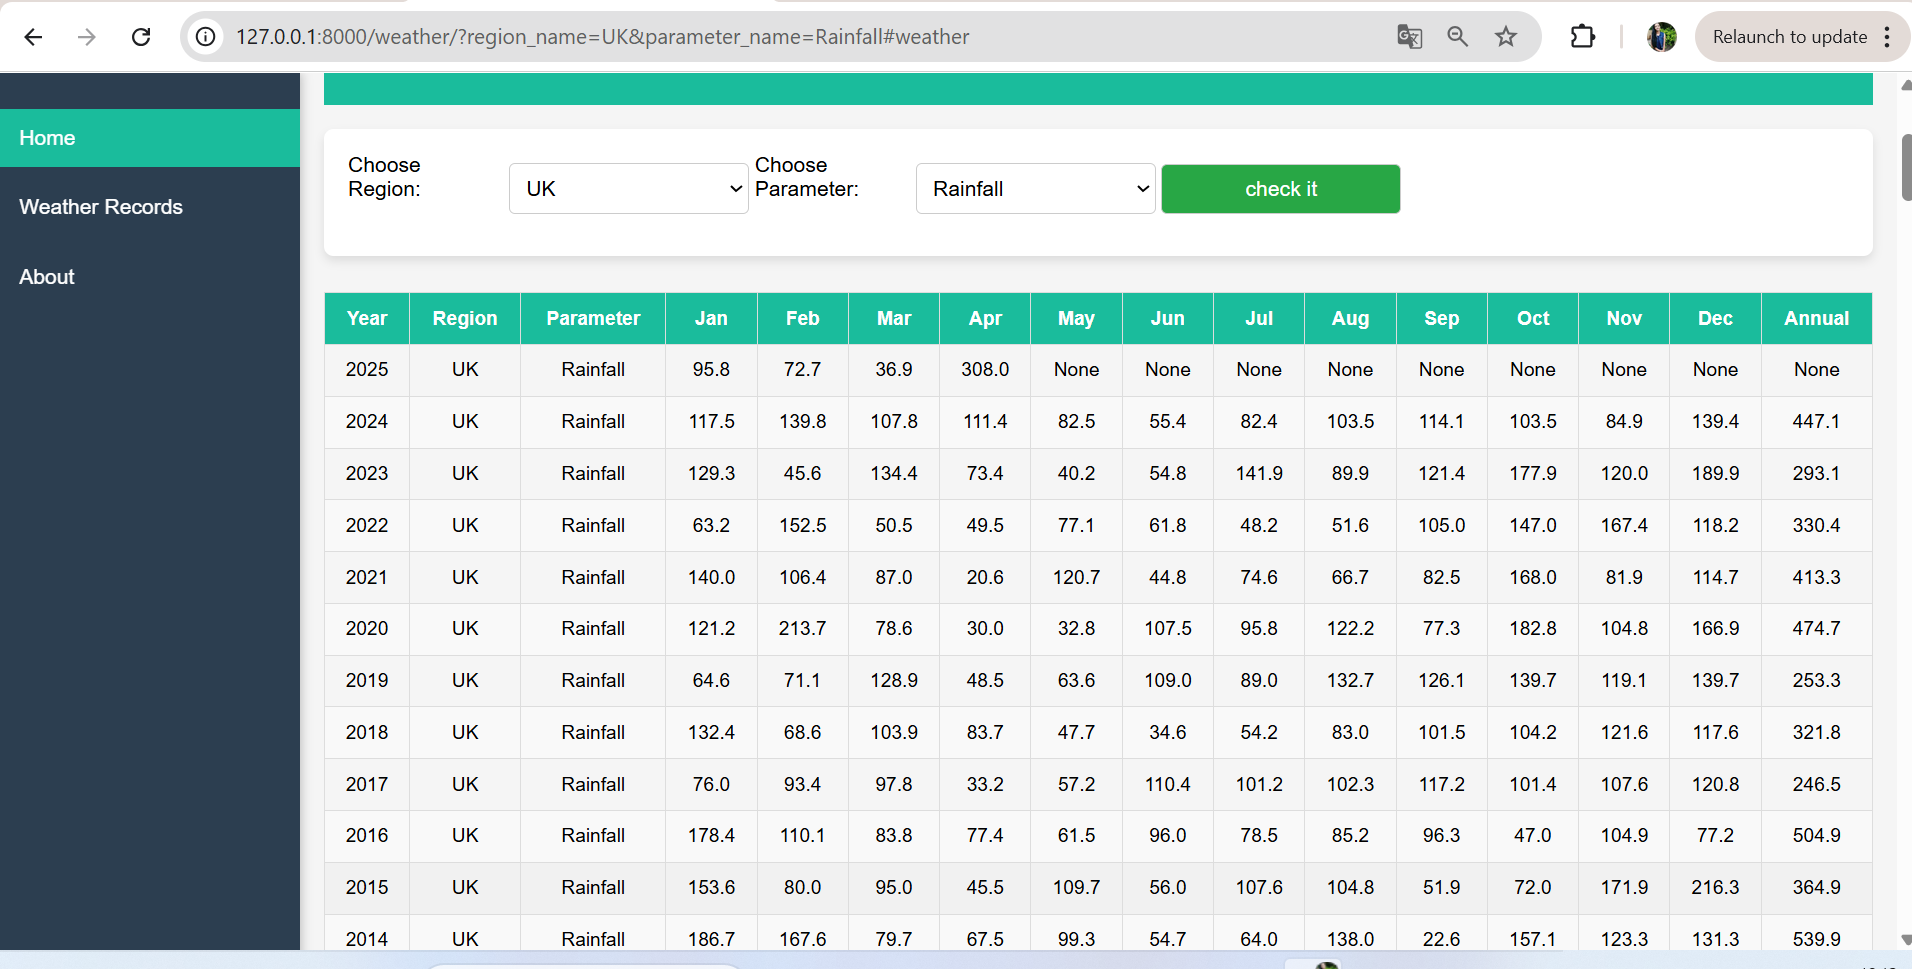 127.0.0.1:8000/weather/?region_name=UK&parameter_name=Rainfall#weather
Relaunch to update
Home
Weather Records
About
Choose Region:
UK
Choose Parameter:
Rainfall
check it
Year Region Parameter Jan Feb Mar Apr May Jun Jul Aug Sep Oct Nov Dec Annual
2025 UK Rainfall 95.8 72.7 36.9 308.0 None None None None None None None None None
2024 UK Rainfall 117.5 139.8 107.8 111.4 82.5 55.4 82.4 103.5 114.1 103.5 84.9 139.4 447.1
2023 UK Rainfall 129.3 45.6 134.4 73.4 40.2 54.8 141.9 89.9 121.4 177.9 120.0 189.9 293.1
2022 UK Rainfall 63.2 152.5 50.5 49.5 77.1 61.8 48.2 51.6 105.0 147.0 167.4 118.2 330.4
2021 UK Rainfall 140.0 106.4 87.0 20.6 120.7 44.8 74.6 66.7 82.5 168.0 81.9 114.7 413.3
2020 UK Rainfall 121.2 213.7 78.6 30.0 32.8 107.5 95.8 122.2 77.3 182.8 104.8 166.9 474.7
2019 UK Rainfall 64.6 71.1 128.9 48.5 63.6 109.0 89.0 132.7 126.1 139.7 119.1 139.7 253.3
2018 UK Rainfall 132.4 68.6 103.9 83.7 47.7 34.6 54.2 83.0 101.5 104.2 121.6 117.6 321.8
2017 UK Rainfall 76.0 93.4 97.8 33.2 57.2 110.4 101.2 102.3 117.2 101.4 107.6 120.8 246.5
2016 UK Rainfall 178.4 110.1 83.8 77.4 61.5 96.0 78.5 85.2 96.3 47.0 104.9 77.2 504.9
2015 UK Rainfall 153.6 80.0 95.0 45.5 109.7 56.0 107.6 104.8 51.9 72.0 171.9 216.3 364.9
2014 UK Rainfall 186.7 167.6 79.7 67.5 99.3 54.7 64.0 138.0 22.6 157.1 123.3 131.3 539.9